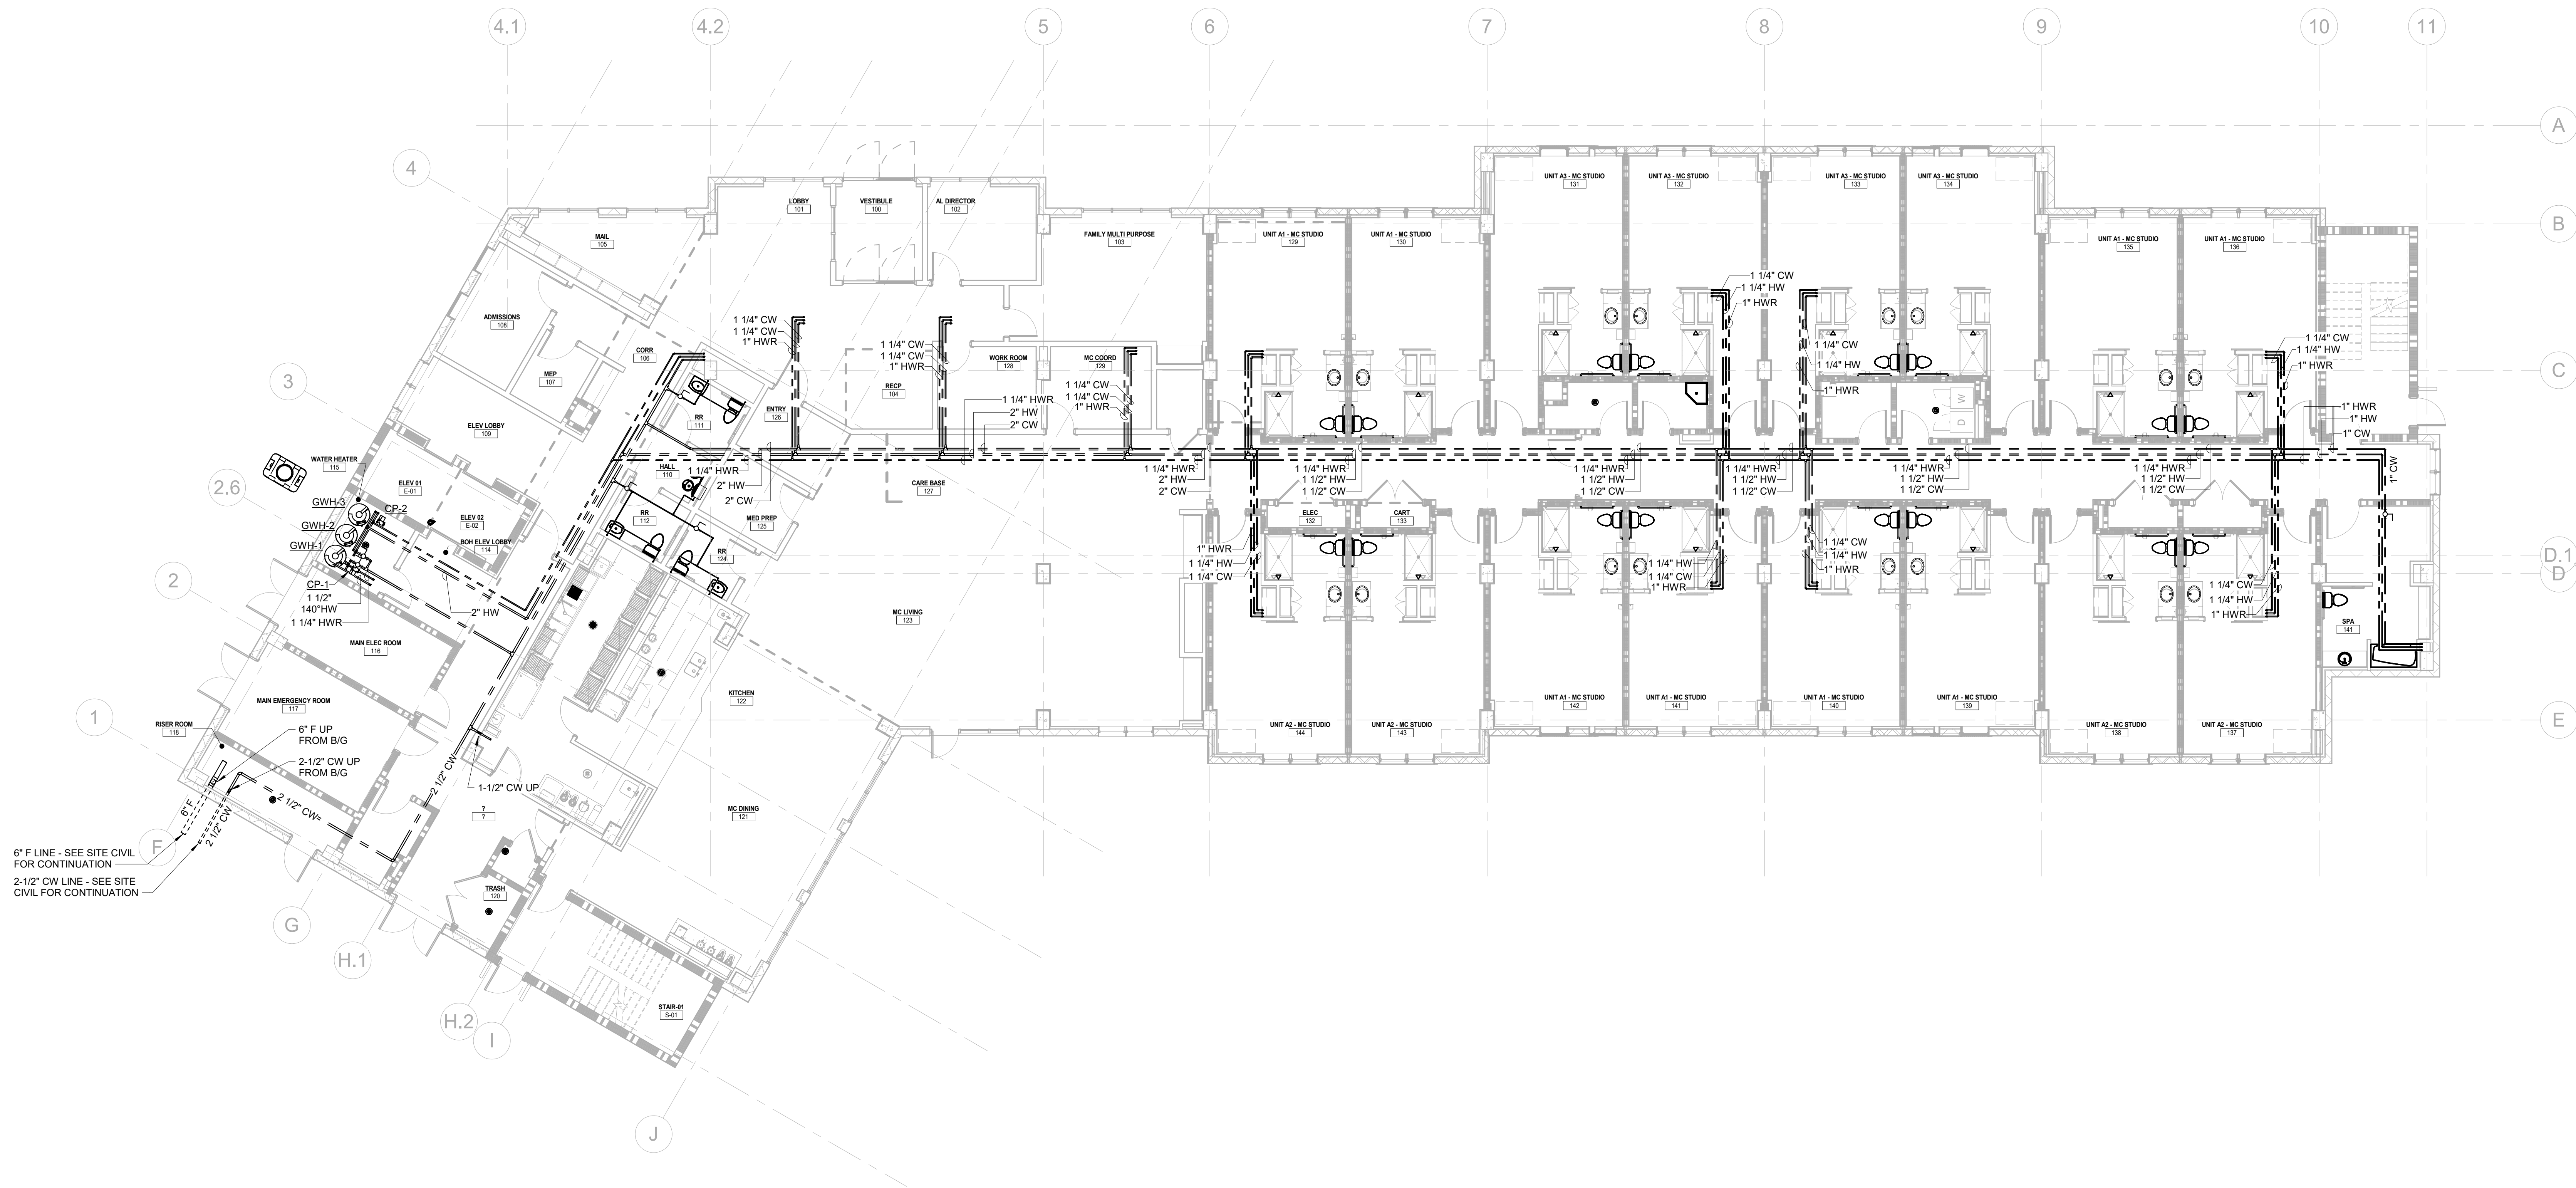 4.1
4.2
5
6
7
8
9
10
11
A
4
B
C
3
2.6
2
D.1
D
1
E
F
G
H.1
H.2
I
J
LOBBY
101
VESTIBULE
100
AL DIRECTOR
102
MAIL
105
FAMILY MULTI PURPOSE
103
UNIT A1 - MC STUDIO
129
UNIT A1 - MC STUDIO
130
UNIT A3 - MC STUDIO
131
UNIT A3 - MC STUDIO
132
UNIT A3 - MC STUDIO
133
UNIT A3 - MC STUDIO
134
UNIT A1 - MC STUDIO
135
UNIT A1 - MC STUDIO
136
ADMISSIONS
108
CORR
106
MEP
107
1 1/4" CW
1 1/4" CW
1" HWR
1 1/4" CW
1 1/4" CW
1" HWR
WORK ROOM
128
MC COORD
129
1 1/4" CW
1 1/4" CW
1" HWR
RECP
104
1 1/4" HWR
2" HW
2" CW
1 1/4" CW
1 1/4" HW
1" HWR
1 1/4" CW
1 1/4" HW
1" HWR
1 1/4" CW
1 1/4" HW
1" HWR
1" HWR
1" HW
1" CW
W
D
ELEV LOBBY
109
RR
111
ENTRY
126
WATER HEATER
115
ELEV 01
E-01
ELEV 02
E-02
BOH ELEV LOBBY
114
HALL
110
1 1/4" HWR
2" HW
2" CW
CARE BASE
127
1 1/4" HWR
2" HW
2" CW
1 1/4" HWR
1 1/2" HW
1 1/2" CW
1 1/4" HWR
1 1/2" HW
1 1/2" CW
1 1/4" HWR
1 1/2" HW
1 1/2" CW
1 1/4" HWR
1 1/2" HW
1 1/2" CW
1 1/4" HWR
1 1/2" HW
1 1/2" CW
1" CW
GWH-3
GWH-2
GWH-1
CP-2
CP-1
1 1/2"
140°HW
1 1/4" HWR
2" HW
RR
112
MED PREP
125
RR
124
ELEC
132
CART
133
1" HWR
1 1/4" HW
1 1/4" CW
1 1/4" HW
1 1/4" CW
1" HWR
1 1/4" CW
1 1/4" HW
1" HWR
1 1/4" CW
1 1/4" HW
1" HWR
SPA
141
MC LIVING
123
MAIN ELEC ROOM
116
MAIN EMERGENCY ROOM
117
RISER ROOM
118
KITCHEN
122
UNIT A2 - MC STUDIO
144
UNIT A2 - MC STUDIO
143
UNIT A1 - MC STUDIO
142
UNIT A1 - MC STUDIO
141
UNIT A1 - MC STUDIO
140
UNIT A1 - MC STUDIO
139
UNIT A2 - MC STUDIO
138
UNIT A2 - MC STUDIO
137
6" F UP
FROM B/G
2-1/2" CW UP
FROM B/G
2 1/2" CW
2 1/2" CW
1-1/2" CW UP
?
?
6" F
2 1/2" CW
6" F LINE - SEE SITE CIVIL
FOR CONTINUATION
2-1/2" CW LINE - SEE SITE
CIVIL FOR CONTINUATION
MC DINING
121
TRASH
120
STAIR-01
S-01